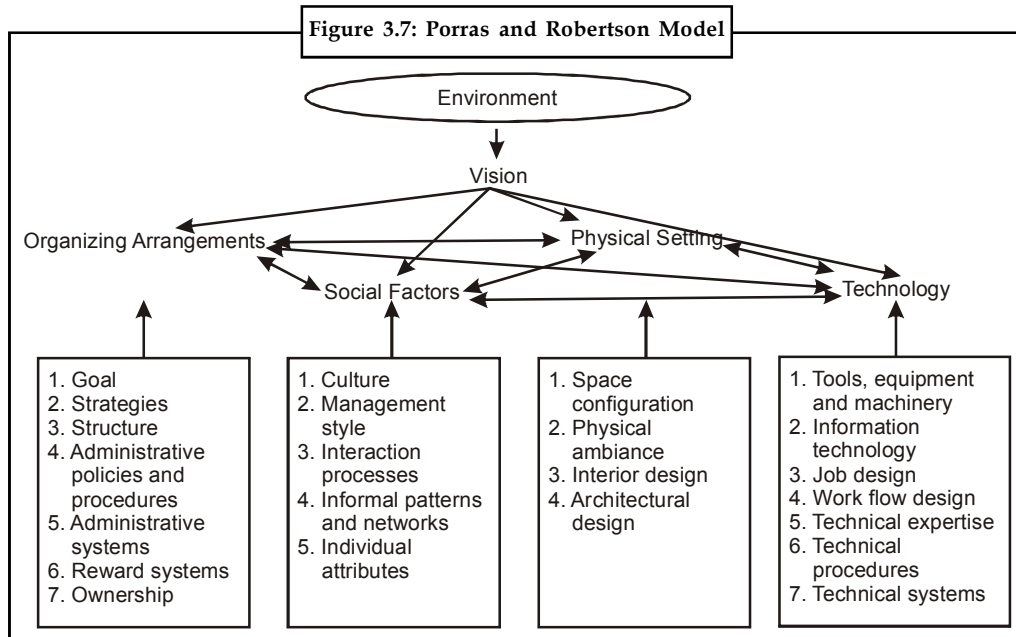 Figure 3.7: Porras and Robertson Model
Environment
Vision
Organizing Arrangements
Physical Setting
Social Factors
Technology
1. Goal
2. Strategies
3. Structure
4. Administrative
policies and
procedures
5. Administrative
systems
6. Reward systems
7. Ownership
1. Culture
2. Management
style
3. Interaction
processes
4. Informal patterns
and networks
5. Individual
attributes
1. Space
configuration
2. Physical
ambiance
3. Interior design
4. Architectural
design
1. Tools, equipment
and machinery
2. Information
technology
3. Job design
4. Work flow design
5. Technical expertise
6. Technical
procedures
7. Technical systems